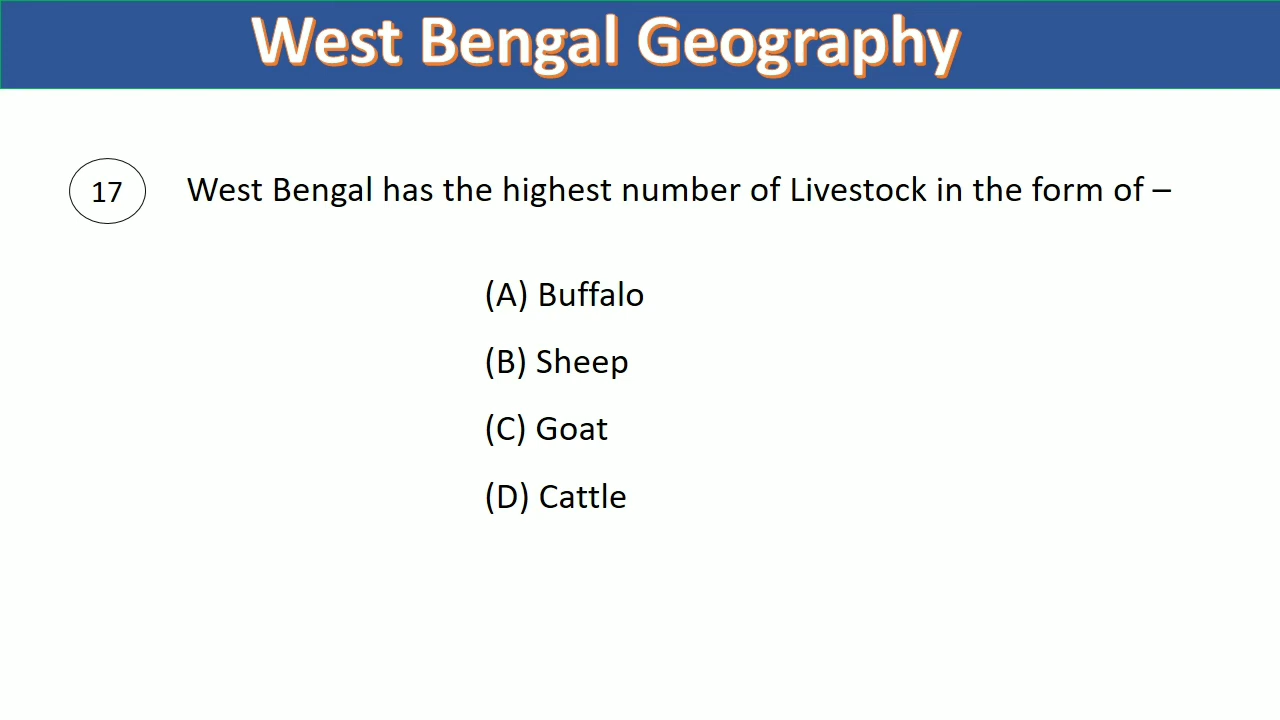 West Bengal Geography
17 West Bengal has the highest number of Livestock in the form of –
(A) Buffalo
(B) Sheep
(C) Goat
(D) Cattle